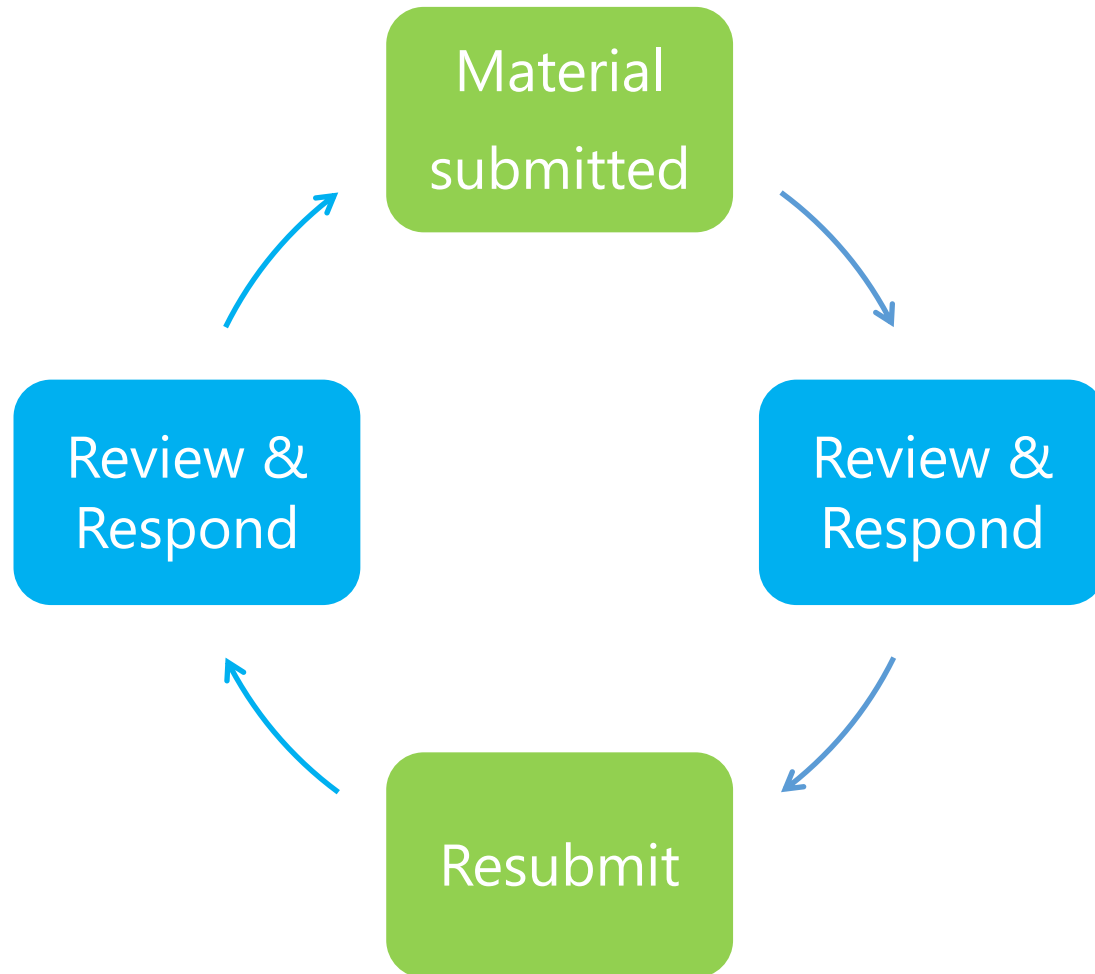 Material
submitted
Review &
Respond
Review &
Respond
Resubmit